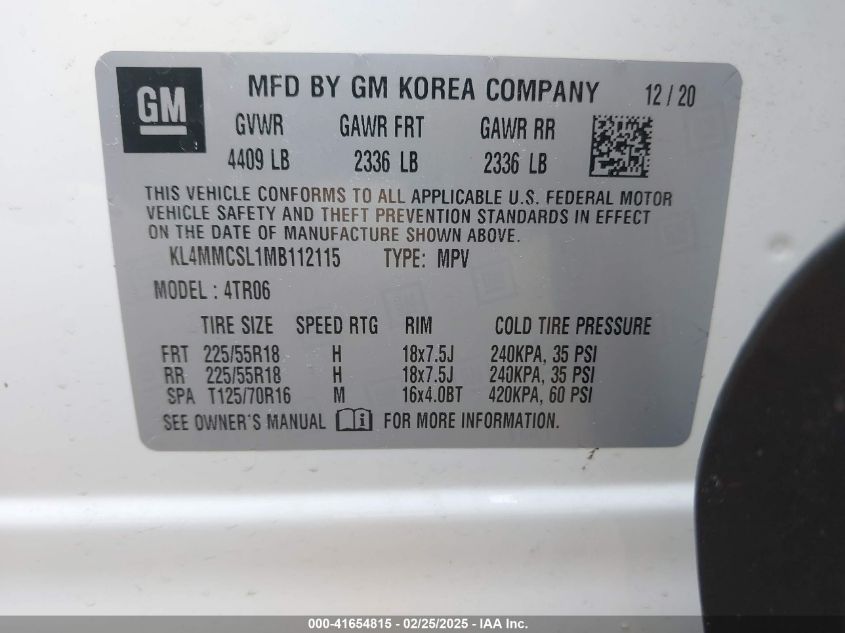 GM
MFD BY GM KOREA COMPANY 12/20
GVWR GAWR FRT GAWR RR
4409 LB 2336 LB 2336 LB
THIS VEHICLE CONFORMS TO ALL APPLICABLE U.S. FEDERAL MOTOR
VEHICLE SAFETY AND THEFT PREVENTION STANDARDS IN EFFECT
ON THE DATE OF MANUFACTURE SHOWN ABOVE.
KL4MMCSL1MB112115 TYPE: MPV
MODEL : 4TR06
TIRE SIZE SPEED RTG RIM COLD TIRE PRESSURE
FRT 225/55R18 H 18x7.5J 240KPA, 35 PSI
RR 225/55R18 H 18x7.5J 240KPA, 35 PSI
SPA T125/70R16 M 16x4.0BT 420KPA, 60 PSI
SEE OWNER'S MANUAL i FOR MORE INFORMATION.
000-41654815 - 02/25/2025 - IAA Inc.